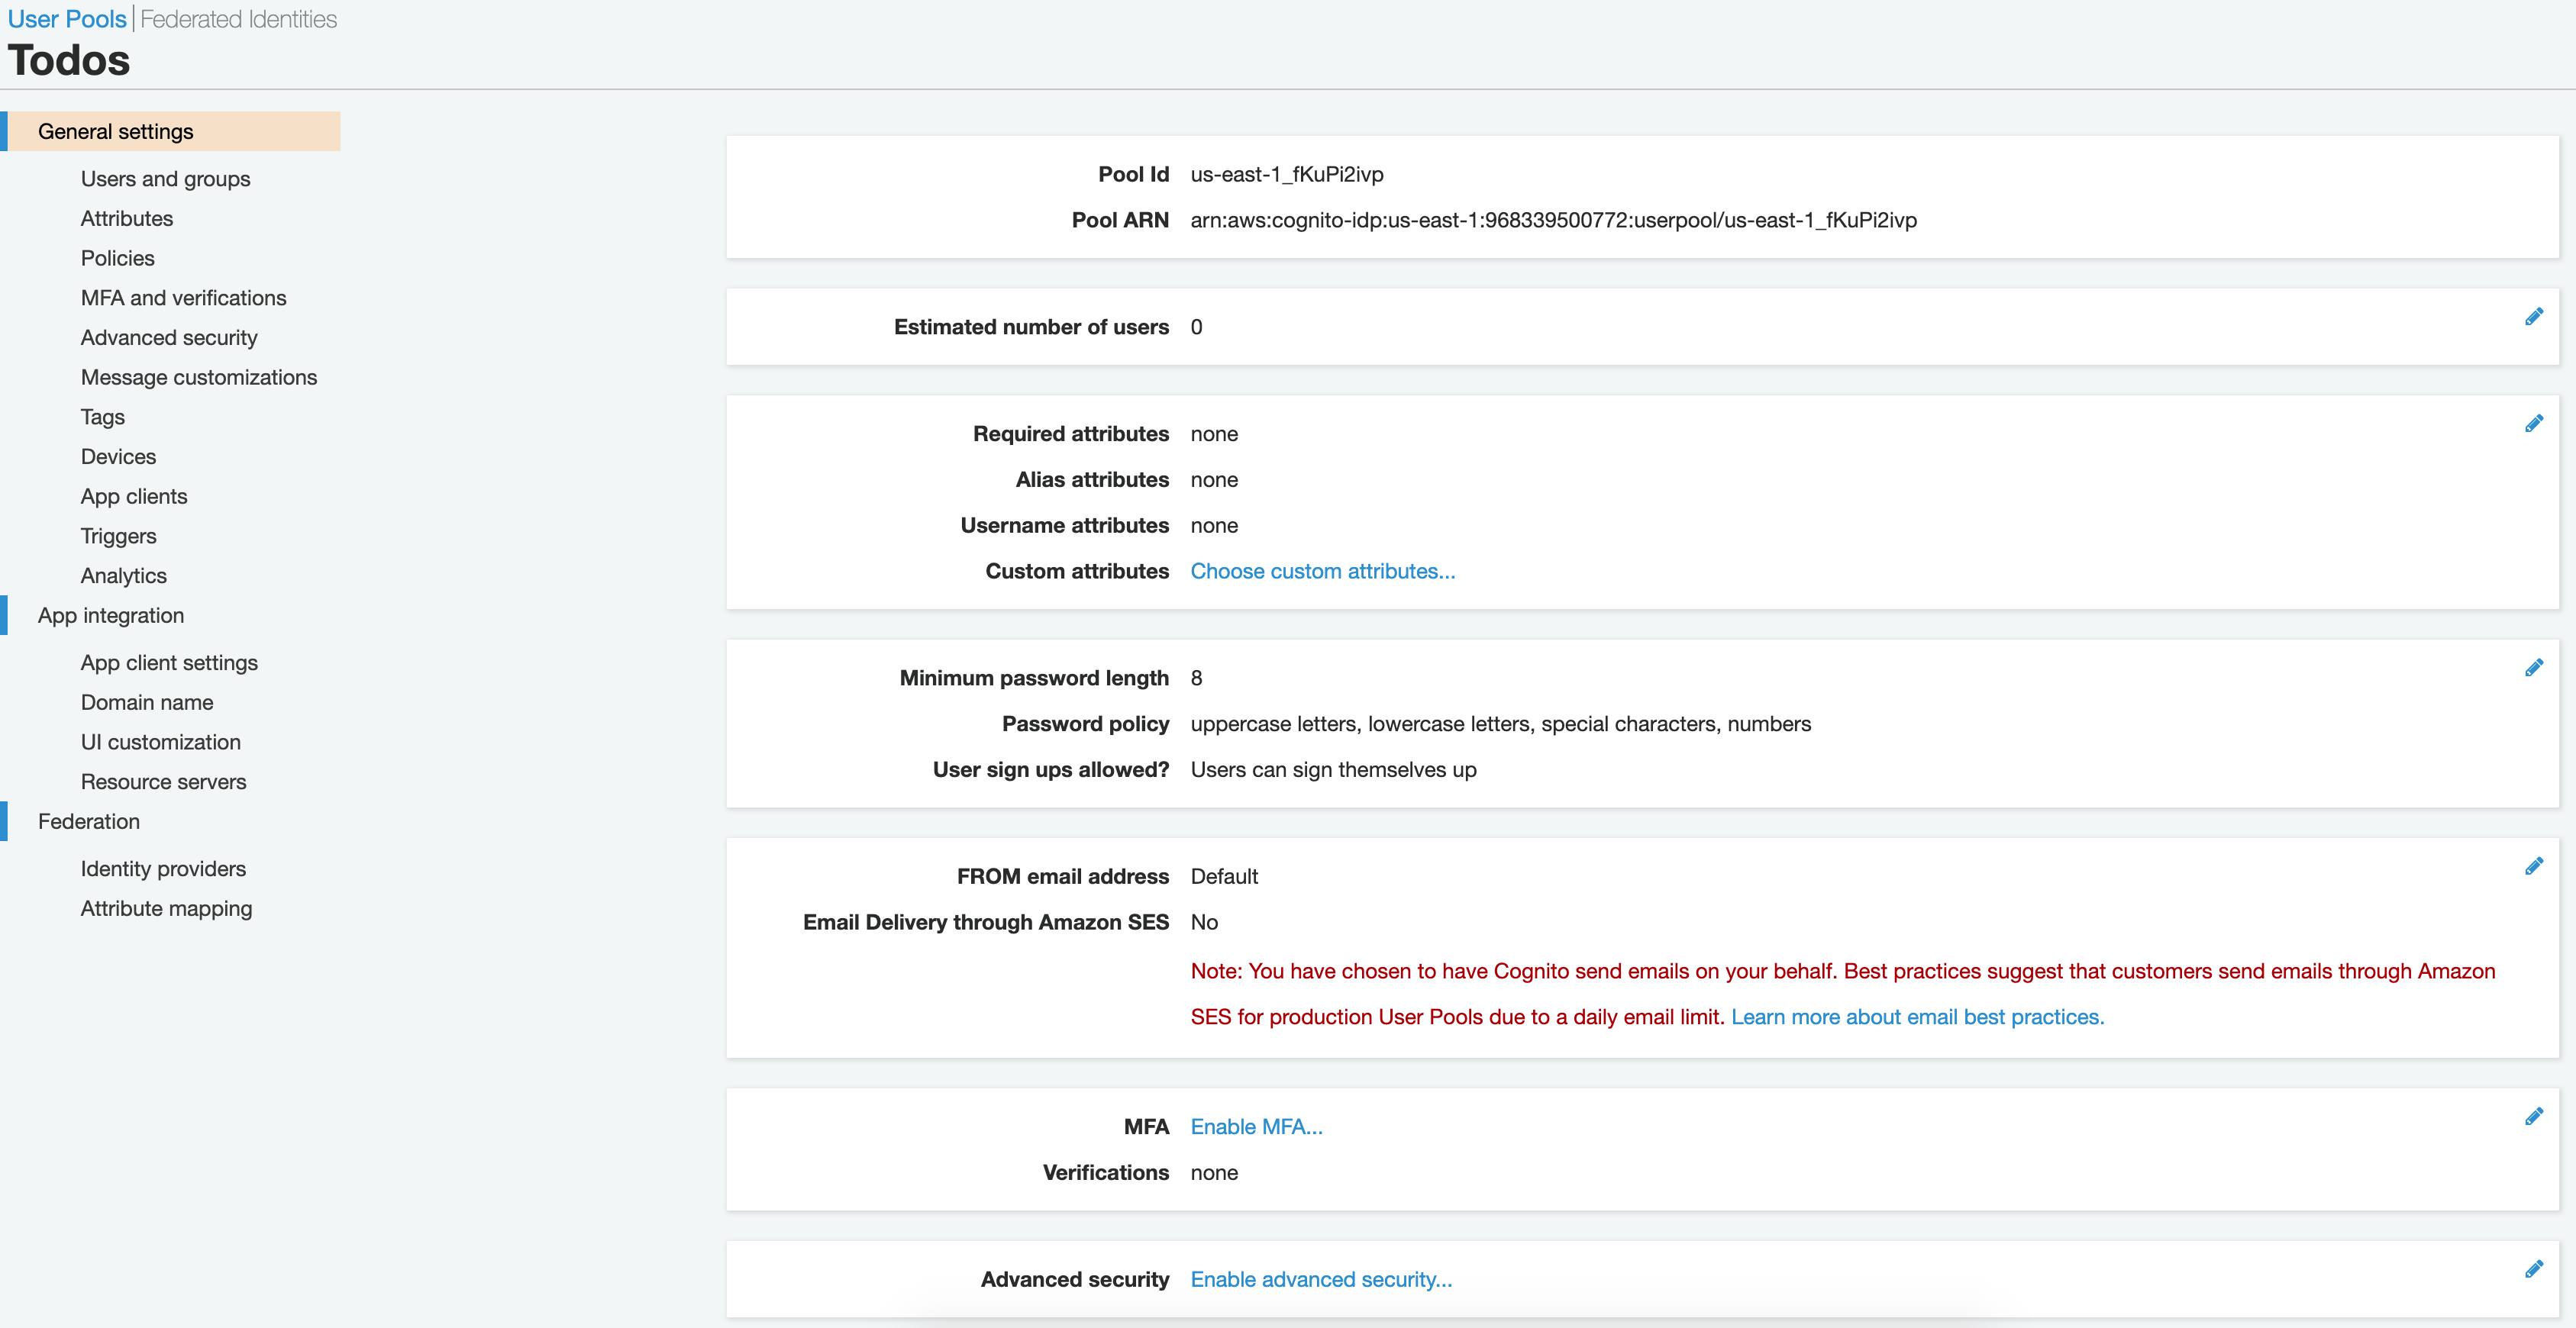 User Pools | Federated Identities
Todos
General settings
Users and groups
Attributes
Policies
MFA and verifications
Advanced security
Message customizations
Tags
Devices
App clients
Triggers
Analytics
App integration
App client settings
Domain name
UI customization
Resource servers
Federation
Identity providers
Attribute mapping
Pool Id us-east-1_fKuPi2ivp
Pool ARN arn:aws:cognito-idp:us-east-1:968339500772:userpool/us-east-1_fKuPi2ivp
Estimated number of users 0
Required attributes none
Alias attributes none
Username attributes none
Custom attributes Choose custom attributes...
Minimum password length 8
Password policy uppercase letters, lowercase letters, special characters, numbers
User sign ups allowed? Users can sign themselves up
FROM email address Default
Email Delivery through Amazon SES No
Note: You have chosen to have Cognito send emails on your behalf. Best practices suggest that customers send emails through Amazon
SES for production User Pools due to a daily email limit. Learn more about email best practices.
MFA Enable MFA...
Verifications none
Advanced security Enable advanced security...